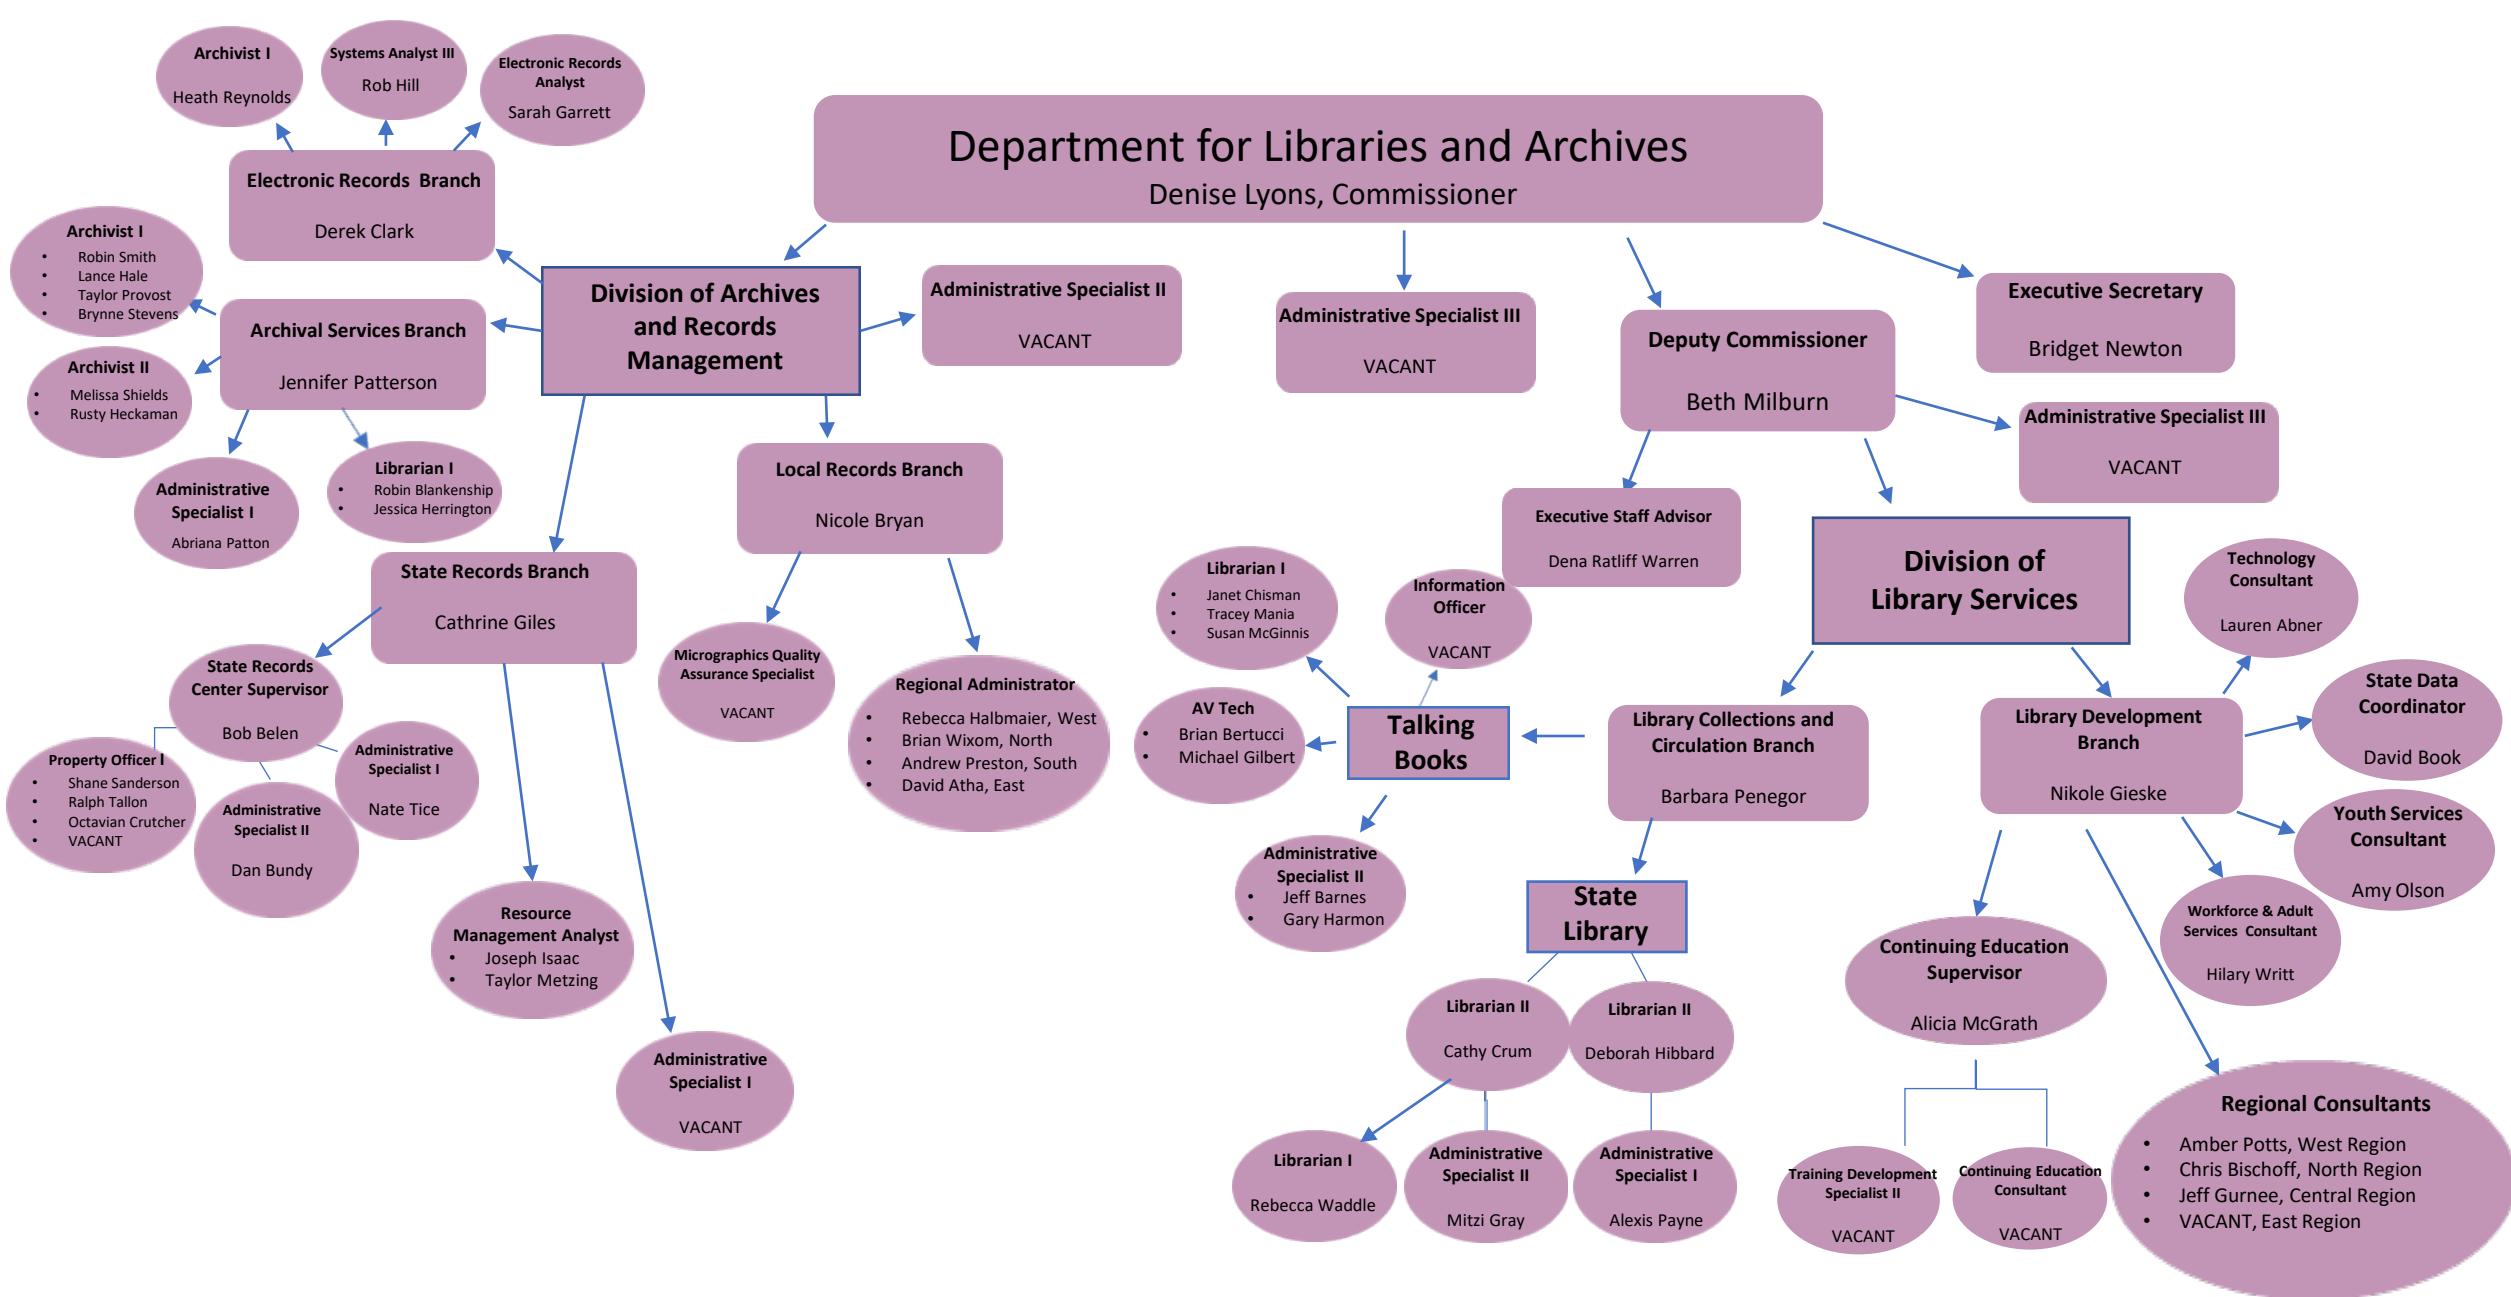 Department for Libraries and Archives
Denise Lyons, Commissioner
Archivist I
Heath Reynolds
Systems Analyst III
Rob Hill
Electronic Records
Analyst
Sarah Garrett
Electronic Records  Branch
Derek Clark
Archivist I
• Robin Smith
• Lance Hale
• Taylor Provost
• Brynne Stevens
Archival Services Branch
Jennifer Patterson
Archivist II
• Melissa Shields
• Rusty Heckaman
Administrative
Specialist I
Abriana Patton
Librarian I
• Robin Blankenship
• Jessica Herrington
Division of Archives
and Records
Management
Administrative Specialist II
VACANT
Administrative Specialist III
VACANT
Deputy Commissioner
Beth Milburn
Executive Secretary
Bridget Newton
Administrative Specialist III
VACANT
Local Records Branch
Nicole Bryan
State Records Branch
Cathrine Giles
State Records
Center Supervisor
Bob Belen
Property Officer I
• Shane Sanderson
• Ralph Tallon
• Octavian Crutcher
• VACANT
Administrative
Specialist II
Dan Bundy
Administrative
Specialist I
Nate Tice
Resource
Management Analyst
• Joseph Isaac
• Taylor Metzing
Administrative
Specialist I
VACANT
Micrographics Quality
Assurance Specialist
VACANT
Regional Administrator
• Rebecca Halbmaier, West
• Brian Wixom, North
• Andrew Preston, South
• David Atha, East
Executive Staff Advisor
Dena Ratliff Warren
Division of
Library Services
Librarian I
• Janet Chisman
• Tracey Mania
• Susan McGinnis
Information
Officer
VACANT
AV Tech
• Brian Bertucci
• Michael Gilbert
Talking
Books
Administrative
Specialist II
• Jeff Barnes
• Gary Harmon
Library Collections and
Circulation Branch
Barbara Penegor
State
Library
Librarian II
Cathy Crum
Librarian II
Deborah Hibbard
Librarian I
Rebecca Waddle
Administrative
Specialist II
Mitzi Gray
Administrative
Specialist I
Alexis Payne
Library Development
Branch
Nikole Gieske
Technology
Consultant
Lauren Abner
State Data
Coordinator
David Book
Youth Services
Consultant
Amy Olson
Workforce & Adult
Services  Consultant
Hilary Writt
Continuing Education
Supervisor
Alicia McGrath
Training Development
Specialist II
VACANT
Continuing Education
Consultant
VACANT
Regional Consultants
• Amber Potts, West Region
• Chris Bischoff, North Region
• Jeff Gurnee, Central Region
• VACANT, East Region